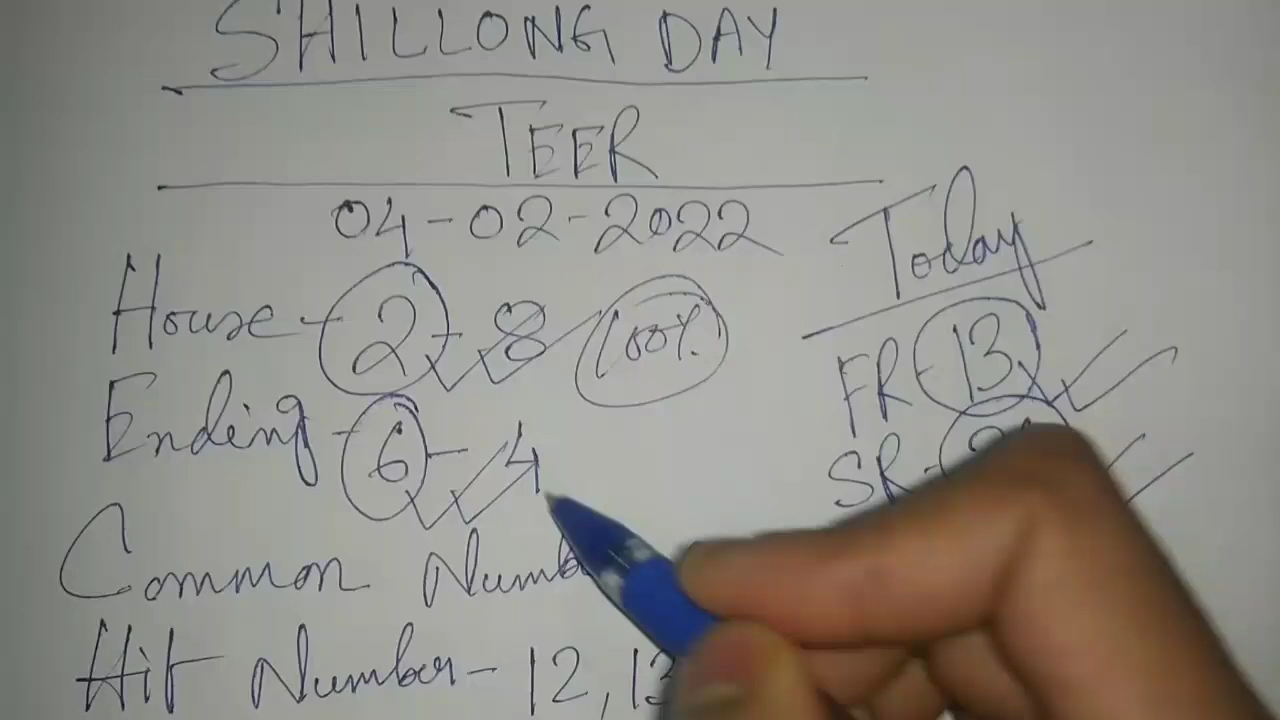 SHILLONG DAY
TEER
04-02-2022
House - 2 - 8 100%
Ending - 6 - 4
Common
Hit Number - 12, 13
Today
FR 13
SR -